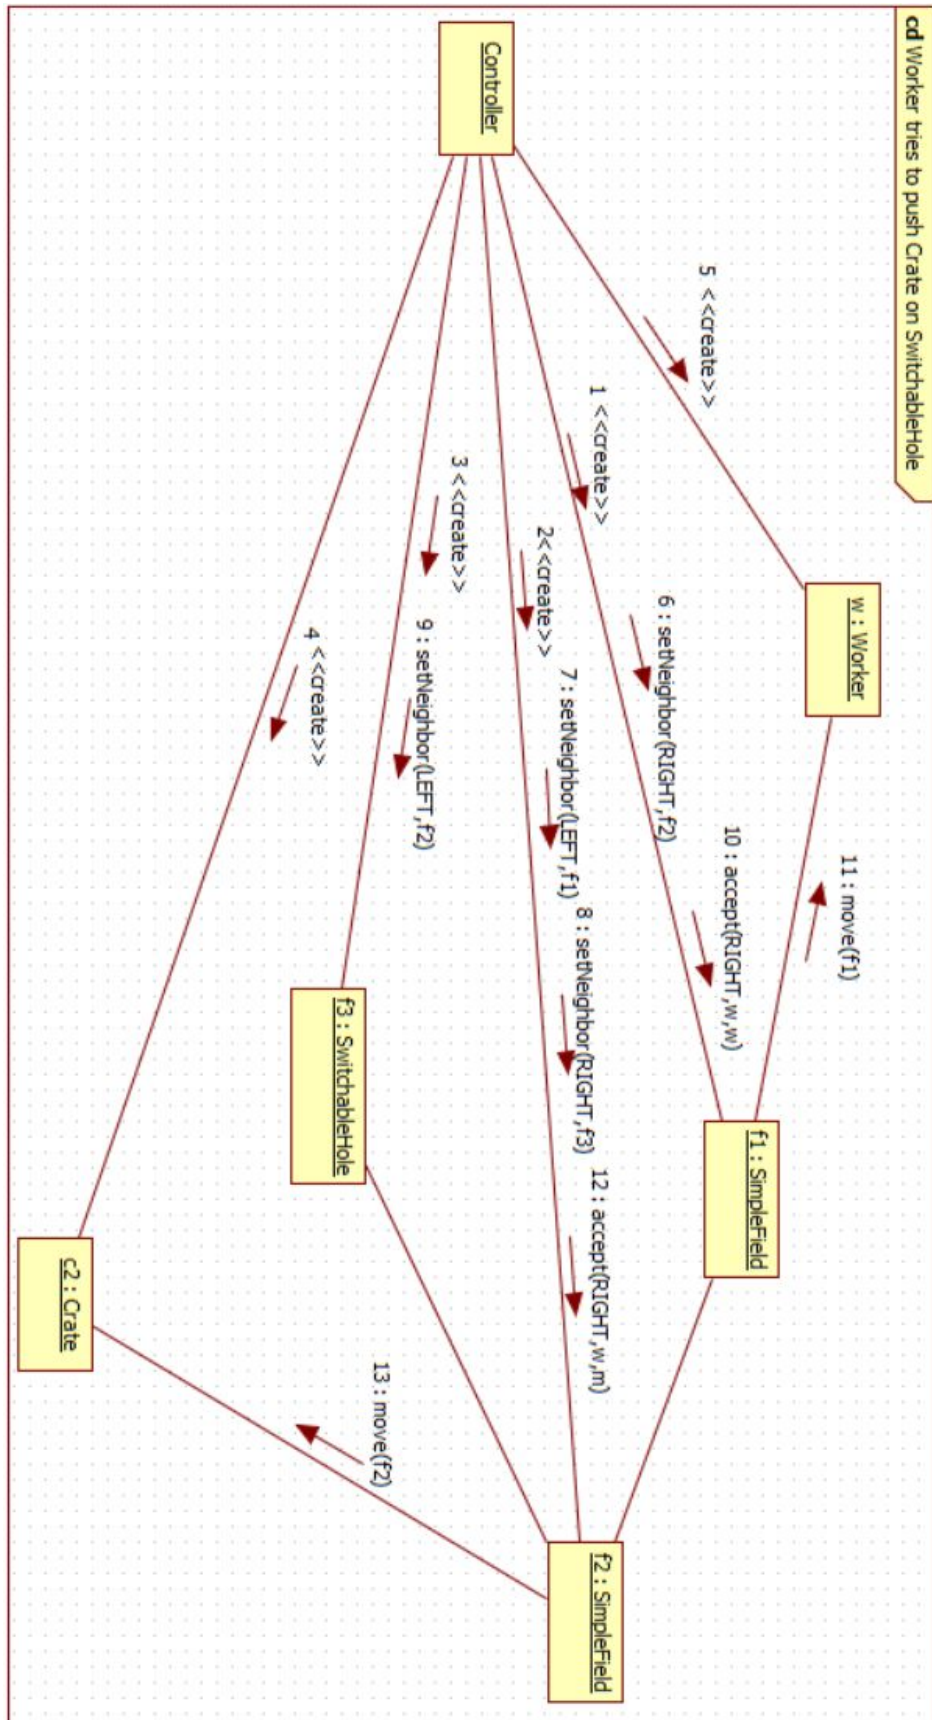 cd Worker tries to push Crate on SwitchableHole
Controller
w : Worker
5 <<create>>
1 <<create>>
6 : setNeighbor(RIGHT,f2)
10 : accept(RIGHT,w,w)
11 : move(f1)
f1 : SimpleField
2<<create>>
7 : setNeighbor(LEFT,f1)
8 : setNeighbor(RIGHT,f3)
12 : accept(RIGHT,w,m)
3 <<create>>
9 : setNeighbor(LEFT,f2)
f3 : SwitchableHole
f2 : SimpleField
4 <<create>>
13 : move(f2)
c2 : Crate